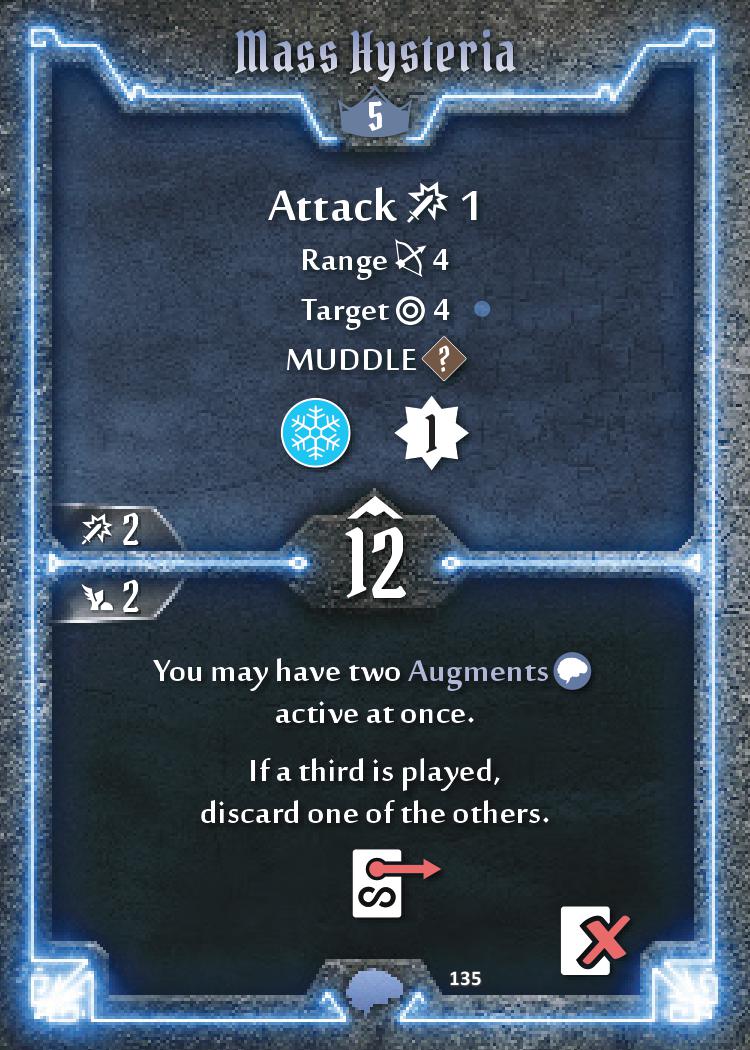 Mass Hysteria
5
Attack 1
Range 4
Target 4
MUDDLE ?
1
2
12
2
You may have two Augments
active at once.
If a third is played,
discard one of the others.
135